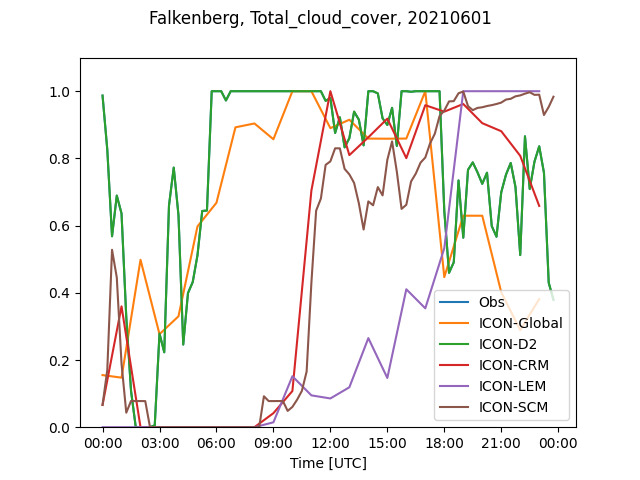 Falkenberg, Total_cloud_cover, 20210601
1.0
0.8
0.6
0.4
0.2
0.0
Obs
ICON-Global
ICON-D2
ICON-CRM
ICON-LEM
ICON-SCM
00:00 03:00 06:00 09:00 12:00 15:00 18:00 21:00 00:00
Time [UTC]